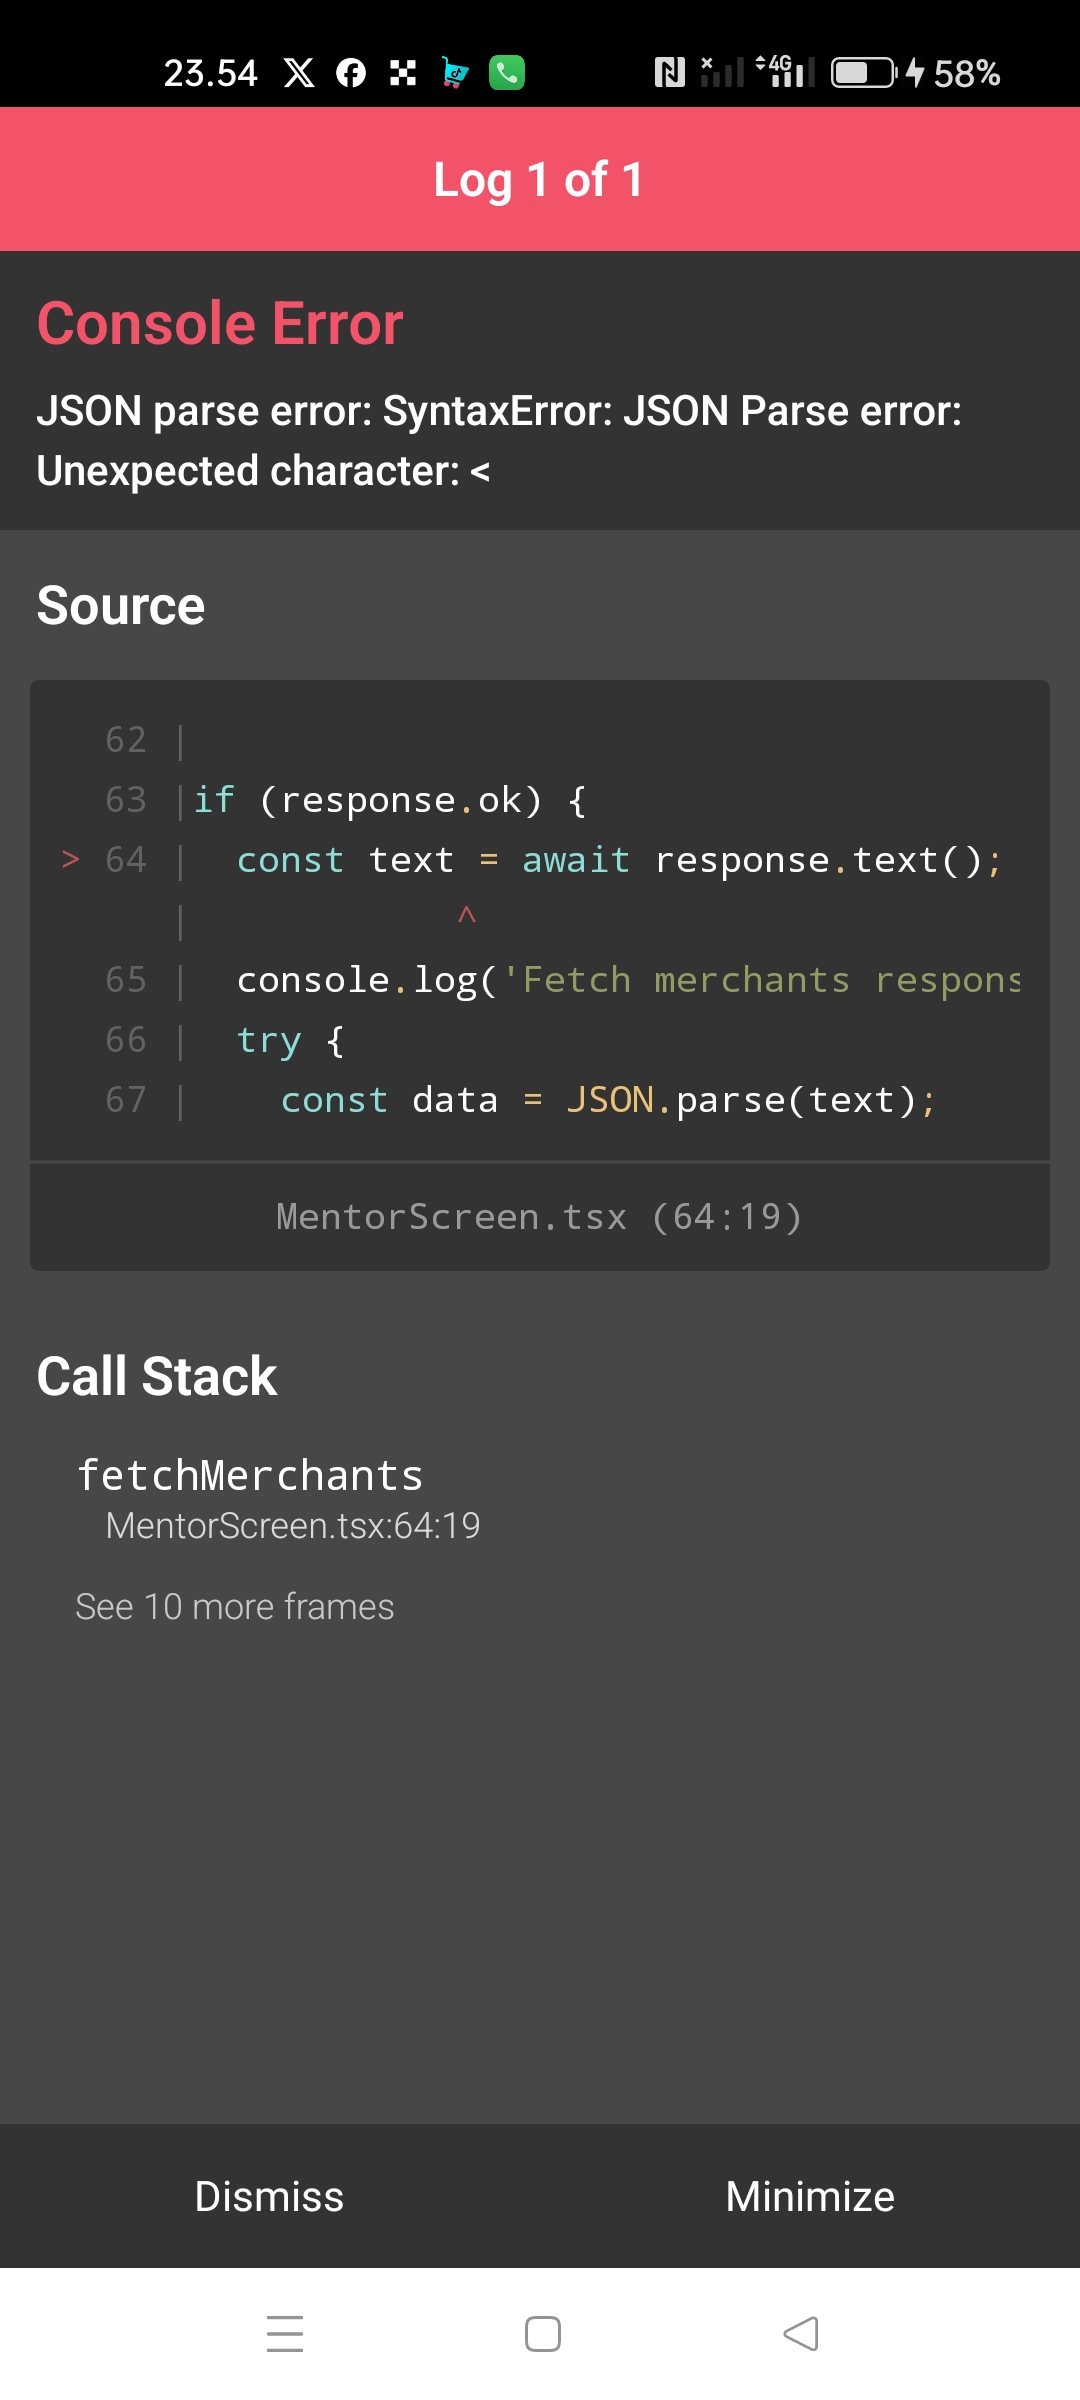 23.54 4G 58%
Log 1 of 1
Console Error
JSON parse error: SyntaxError: JSON Parse error:
Unexpected character: <
Source
62 |
63 |if (response.ok) {
> 64 |  const text = await response.text();
|             ^
65 |  console.log('Fetch merchants respons
66 |  try {
67 |    const data = JSON.parse(text);
MentorScreen.tsx (64:19)
Call Stack
fetchMerchants
MentorScreen.tsx:64:19
See 10 more frames
Dismiss Minimize